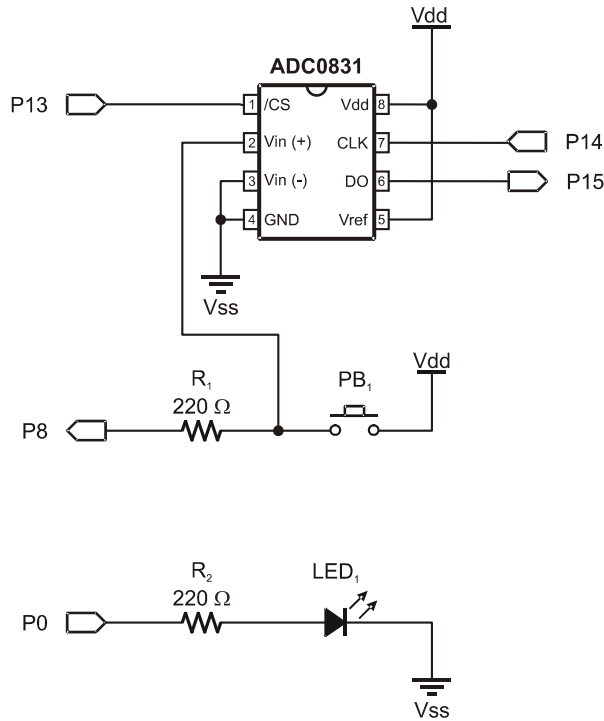 Vdd
ADC0831
P13
1 /CS Vdd 8
2 Vin (+) CLK 7
P14
3 Vin (-) DO 6
P15
4 GND Vref 5
Vss
Vdd
R₁
220 Ω
PB₁
P8
R₂
220 Ω
LED₁
P0
Vss